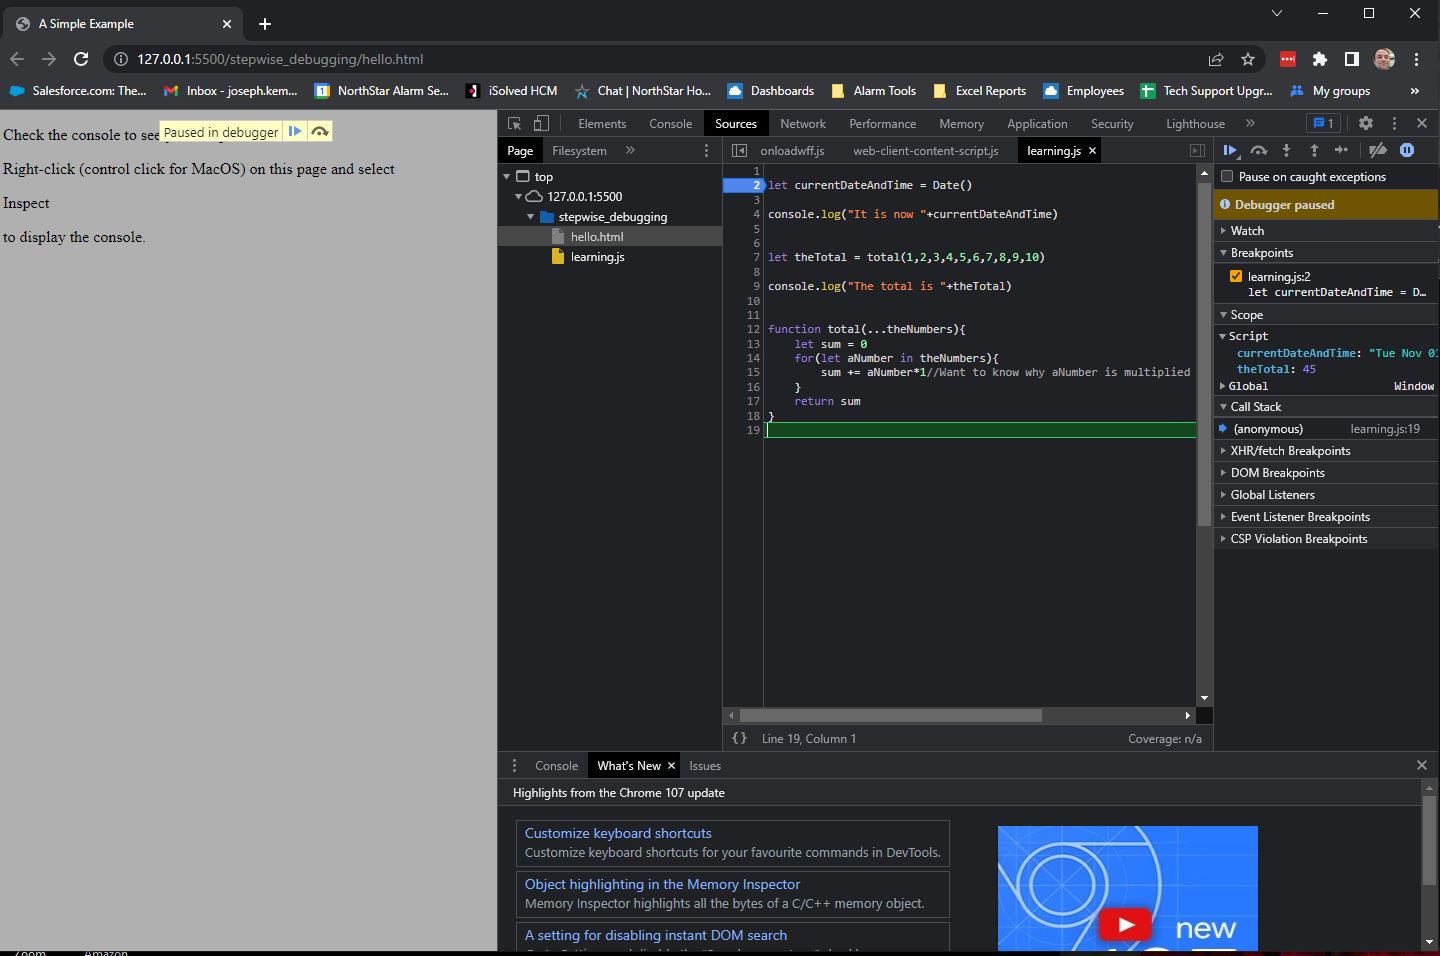 A Simple Example
127.0.0.1:5500/stepwise_debugging/hello.html
Salesforce.com: The... Inbox - joseph.kem... NorthStar Alarm Se... iSolved HCM Chat | NorthStar Ho... Dashboards Alarm Tools Excel Reports Employees Tech Support Upgr... My groups »
Check the console to see
Paused in debugger
Right-click (control click for MacOS) on this page and select
Inspect
to display the console.
Elements Console Sources Network Performance Memory Application Security Lighthouse » 1
Page Filesystem »
top
127.0.0.1:5500
stepwise_debugging
hello.html
learning.js
onloadwff.js web-client-content-script.js learning.js
1
2 let currentDateAndTime = Date()
3
4 console.log("It is now "+currentDateAndTime)
5
6
7 let theTotal = total(1,2,3,4,5,6,7,8,9,10)
8
9 console.log("The total is "+theTotal)
10
11
12 function total(...theNumbers){
13 let sum = 0
14 for(let aNumber in theNumbers){
15 sum += aNumber*1//Want to know why aNumber is multiplied
16 }
17 return sum
18 }
19
{} Line 19, Column 1 Coverage: n/a
Pause on caught exceptions
Debugger paused
Watch
Breakpoints
learning.js:2
let currentDateAndTime = D...
Scope
Script
currentDateAndTime: "Tue Nov 01
theTotal: 45
Global Window
Call Stack
(anonymous) learning.js:19
XHR/fetch Breakpoints
DOM Breakpoints
Global Listeners
Event Listener Breakpoints
CSP Violation Breakpoints
Console What's New Issues
Highlights from the Chrome 107 update
Customize keyboard shortcuts
Customize keyboard shortcuts for your favourite commands in DevTools.
Object highlighting in the Memory Inspector
Memory Inspector highlights all the bytes of a C/C++ memory object.
A setting for disabling instant DOM search
new
Zoom Amazon